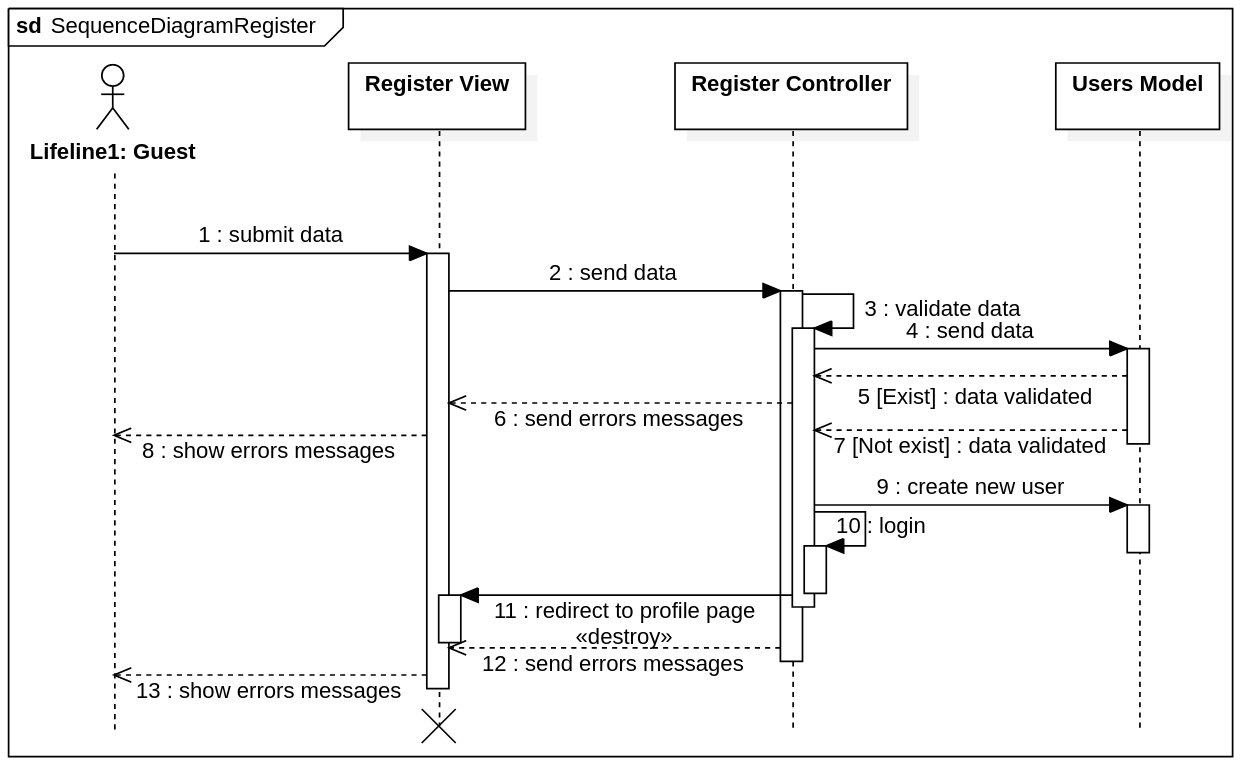 sd SequenceDiagramRegister
Register View
Register Controller
Users Model
Lifeline1: Guest
1 : submit data
2 : send data
3 : validate data
4 : send data
5 [Exist] : data validated
6 : send errors messages
7 [Not exist] : data validated
8 : show errors messages
9 : create new user
10 : login
11 : redirect to profile page
«destroy»
12 : send errors messages
13 : show errors messages